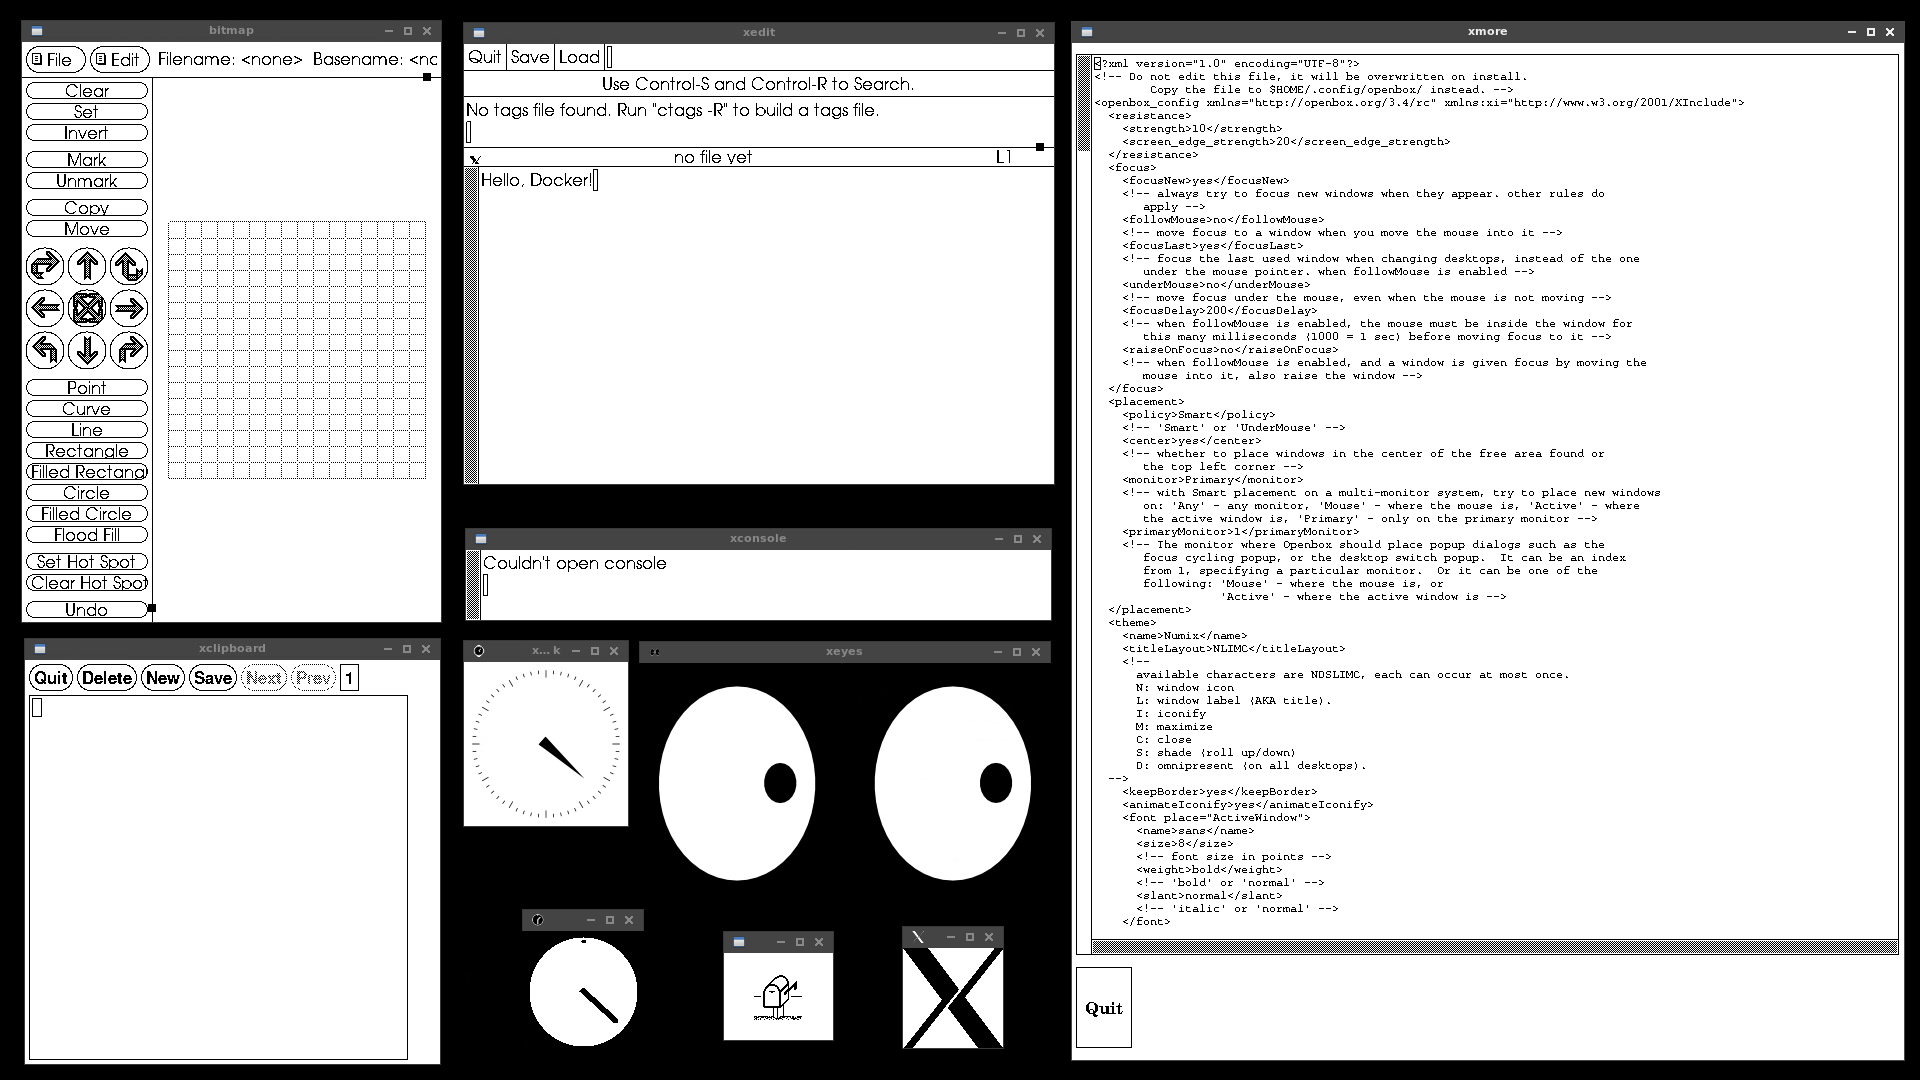 bitmap
File Edit Filename: <none> Basename: <nc
Clear
Set
Invert
Mark
Unmark
Copy
Move
Point
Curve
Line
Rectangle
Filled Rectang
Circle
Filled Circle
Flood Fill
Set Hot Spot
Clear Hot Spot
Undo
xclipboard
Quit Delete New Save Next Prev 1
xedit
Quit Save Load
Use Control-S and Control-R to Search.
No tags file found. Run "ctags -R" to build a tags file.
no file yet L1
Hello, Docker!
xconsole
Couldn't open console
x... k
xeyes
xmore
<?xml version="1.0" encoding="UTF-8"?>
<!-- Do not edit this file, it will be overwritten on install.
Copy the file to $HOME/.config/openbox/ instead. -->
<openbox_config xmlns="http://openbox.org/3.4/rc" xmlns:xi="http://www.w3.org/2001/XInclude">
<resistance>
<strength>10</strength>
<screen_edge_strength>20</screen_edge_strength>
</resistance>
<focus>
<focusNew>yes</focusNew>
<!-- always try to focus new windows when they appear. other rules do
apply -->
<followMouse>no</followMouse>
<!-- move focus to a window when you move the mouse into it -->
<focusLast>yes</focusLast>
<!-- focus the last used window when changing desktops, instead of the one
under the mouse pointer. when followMouse is enabled -->
<underMouse>no</underMouse>
<!-- move focus under the mouse, even when the mouse is not moving -->
<focusDelay>200</focusDelay>
<!-- when followMouse is enabled, the mouse must be inside the window for
this many milliseconds (1000 = 1 sec) before moving focus to it -->
<raiseOnFocus>no</raiseOnFocus>
<!-- when followMouse is enabled, and a window is given focus by moving the
mouse into it, also raise the window -->
</focus>
<placement>
<policy>Smart</policy>
<!-- 'Smart' or 'UnderMouse' -->
<center>yes</center>
<!-- whether to place windows in the center of the free area found or
the top left corner -->
<monitor>Primary</monitor>
<!-- with Smart placement on a multi-monitor system, try to place new windows
on: 'Any' - any monitor, 'Mouse' - where the mouse is, 'Active' - where
the active window is, 'Primary' - only on the primary monitor -->
<primaryMonitor>1</primaryMonitor>
<!-- The monitor where Openbox should place popup dialogs such as the
focus cycling popup, or the desktop switch popup.  It can be an index
from 1, specifying a particular monitor.  Or it can be one of the
following: 'Mouse' - where the mouse is, or
'Active' - where the active window is -->
</placement>
<theme>
<name>Numix</name>
<titleLayout>NLIMC</titleLayout>
<!--
available characters are NDSLIMC, each can occur at most once.
N: window icon
L: window label (AKA title).
I: iconify
M: maximize
C: close
S: shade (roll up/down)
D: omnipresent (on all desktops).
-->
<keepBorder>yes</keepBorder>
<animateIconify>yes</animateIconify>
<font place="ActiveWindow">
<name>sans</name>
<size>8</size>
<!-- font size in points -->
<weight>bold</weight>
<!-- 'bold' or 'normal' -->
<slant>normal</slant>
<!-- 'italic' or 'normal' -->
</font>
Quit